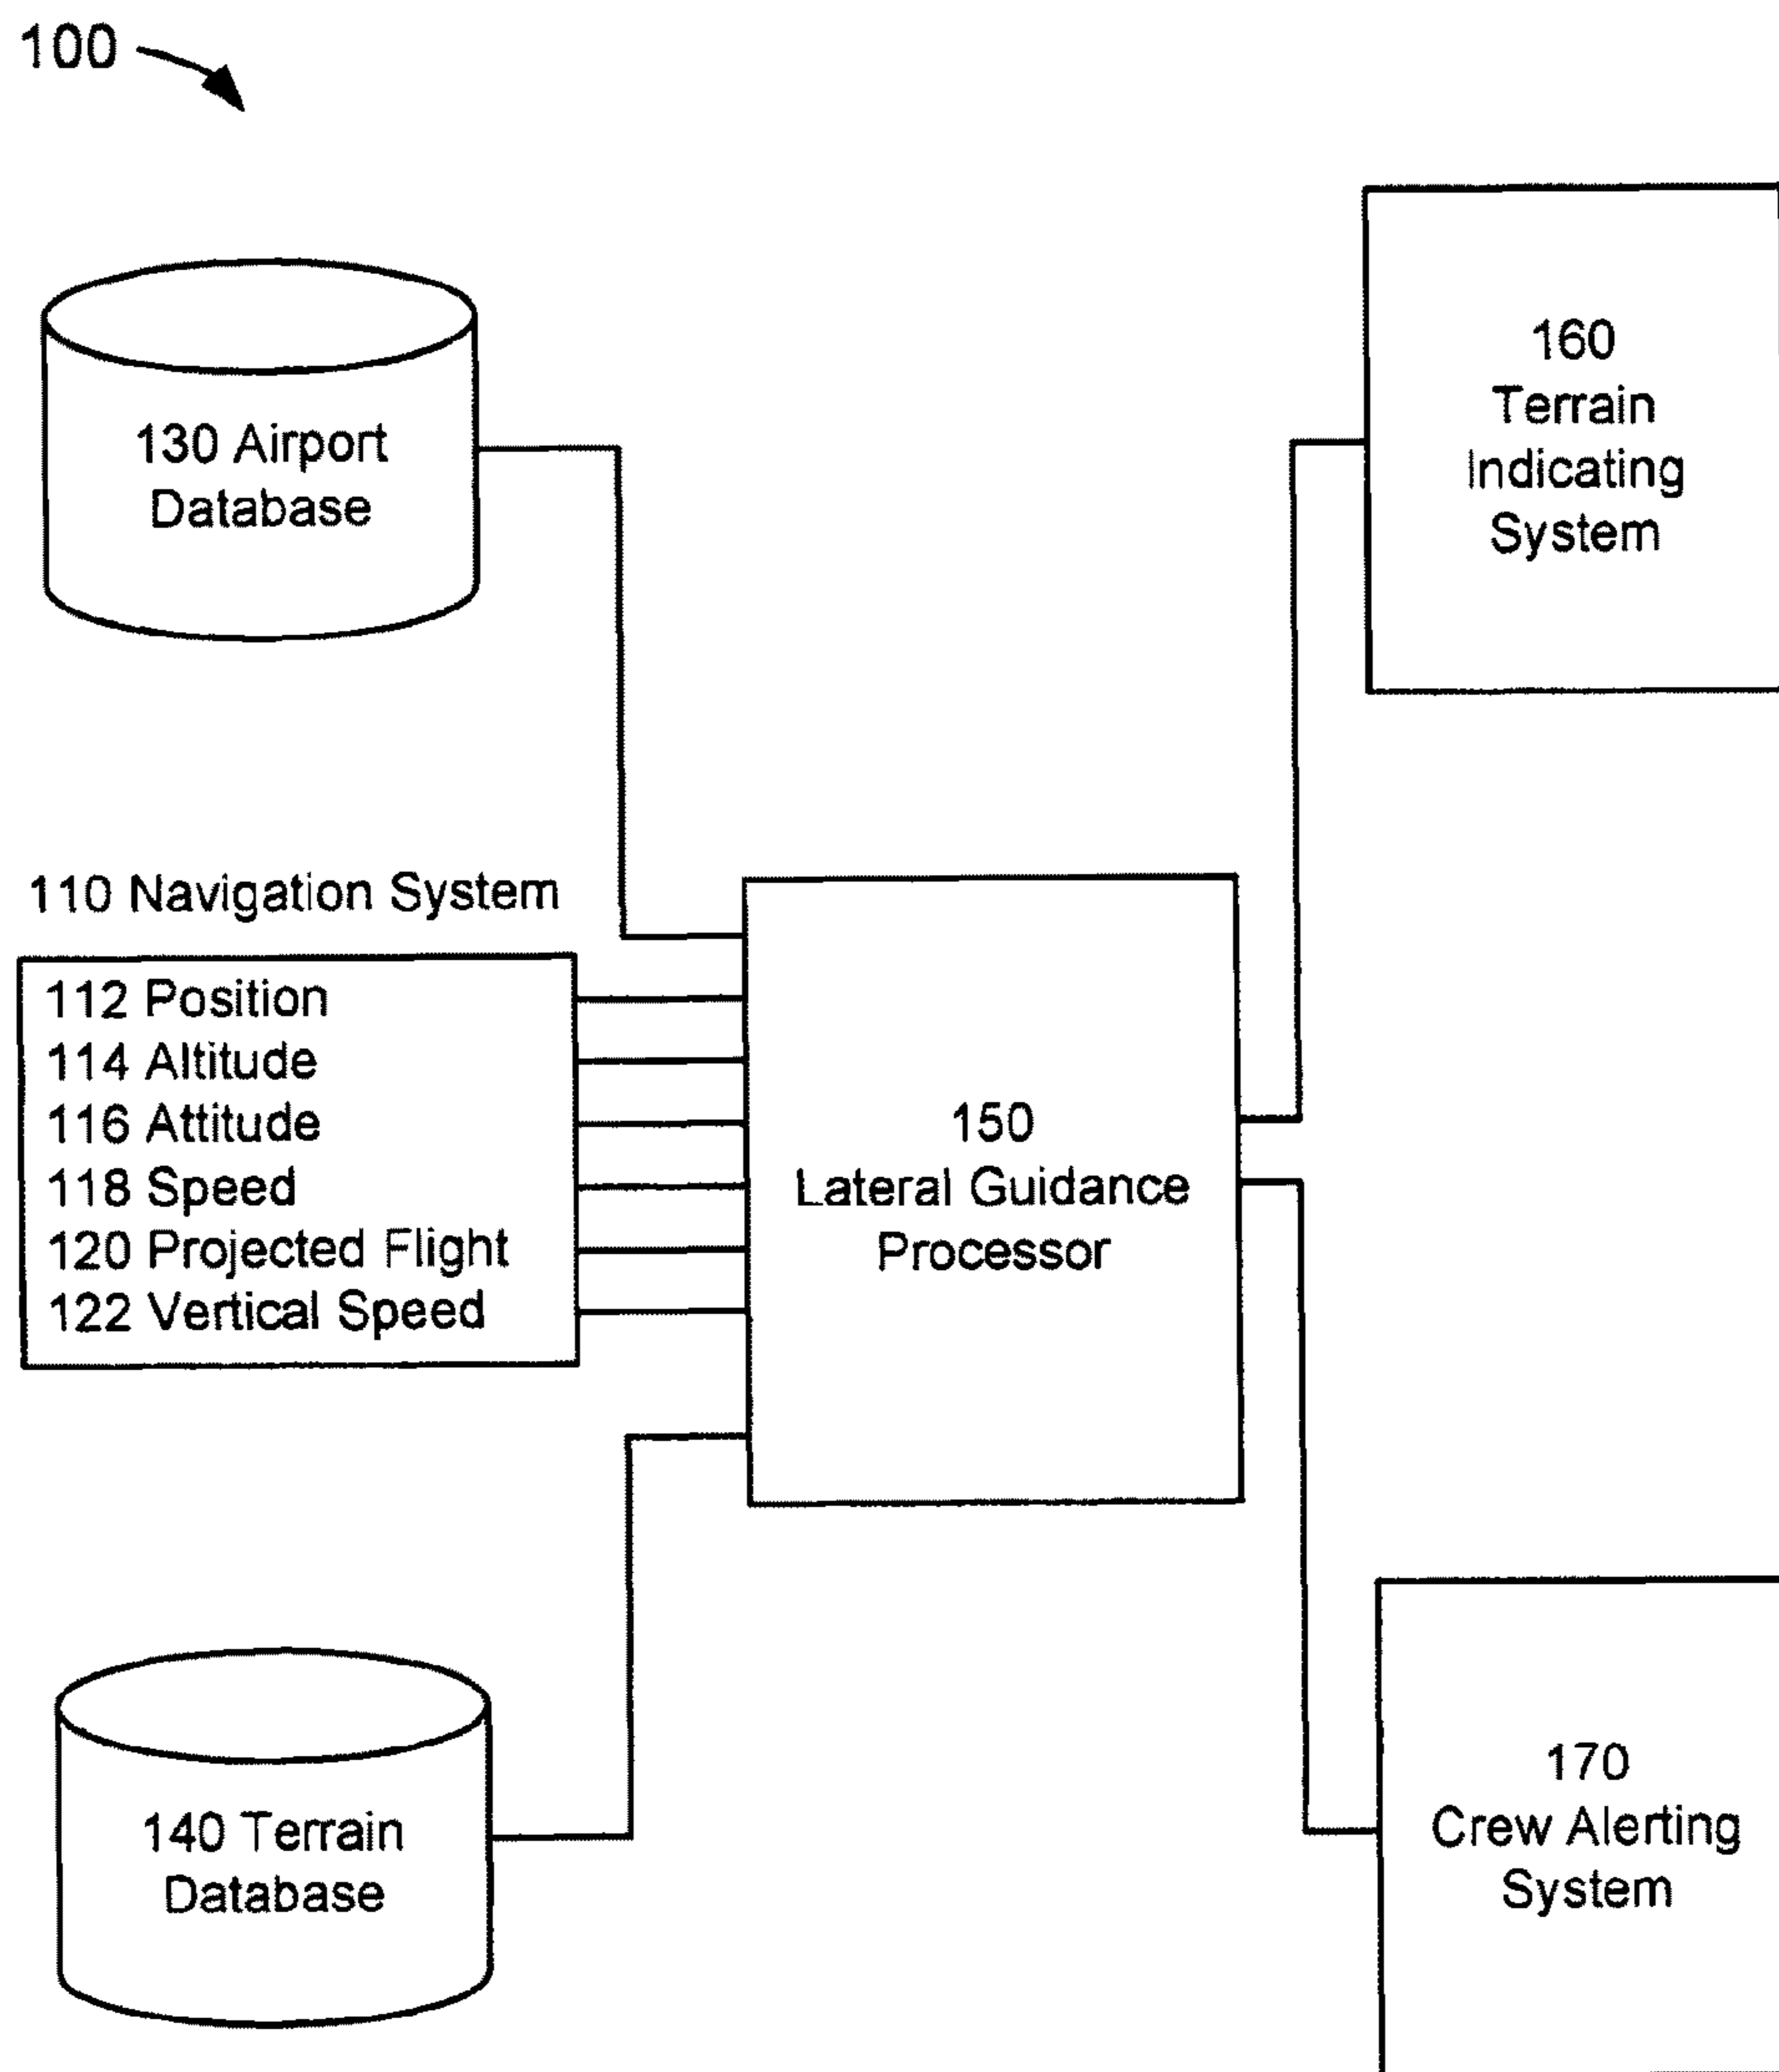 100
130 Airport
Database
160
Terrain
Indicating
System
110 Navigation System
112 Position
114 Altitude
116 Attitude
118 Speed
120 Projected Flight
122 Vertical Speed
150
Lateral Guidance
Processor
140 Terrain
Database
170
Crew Alerting
System